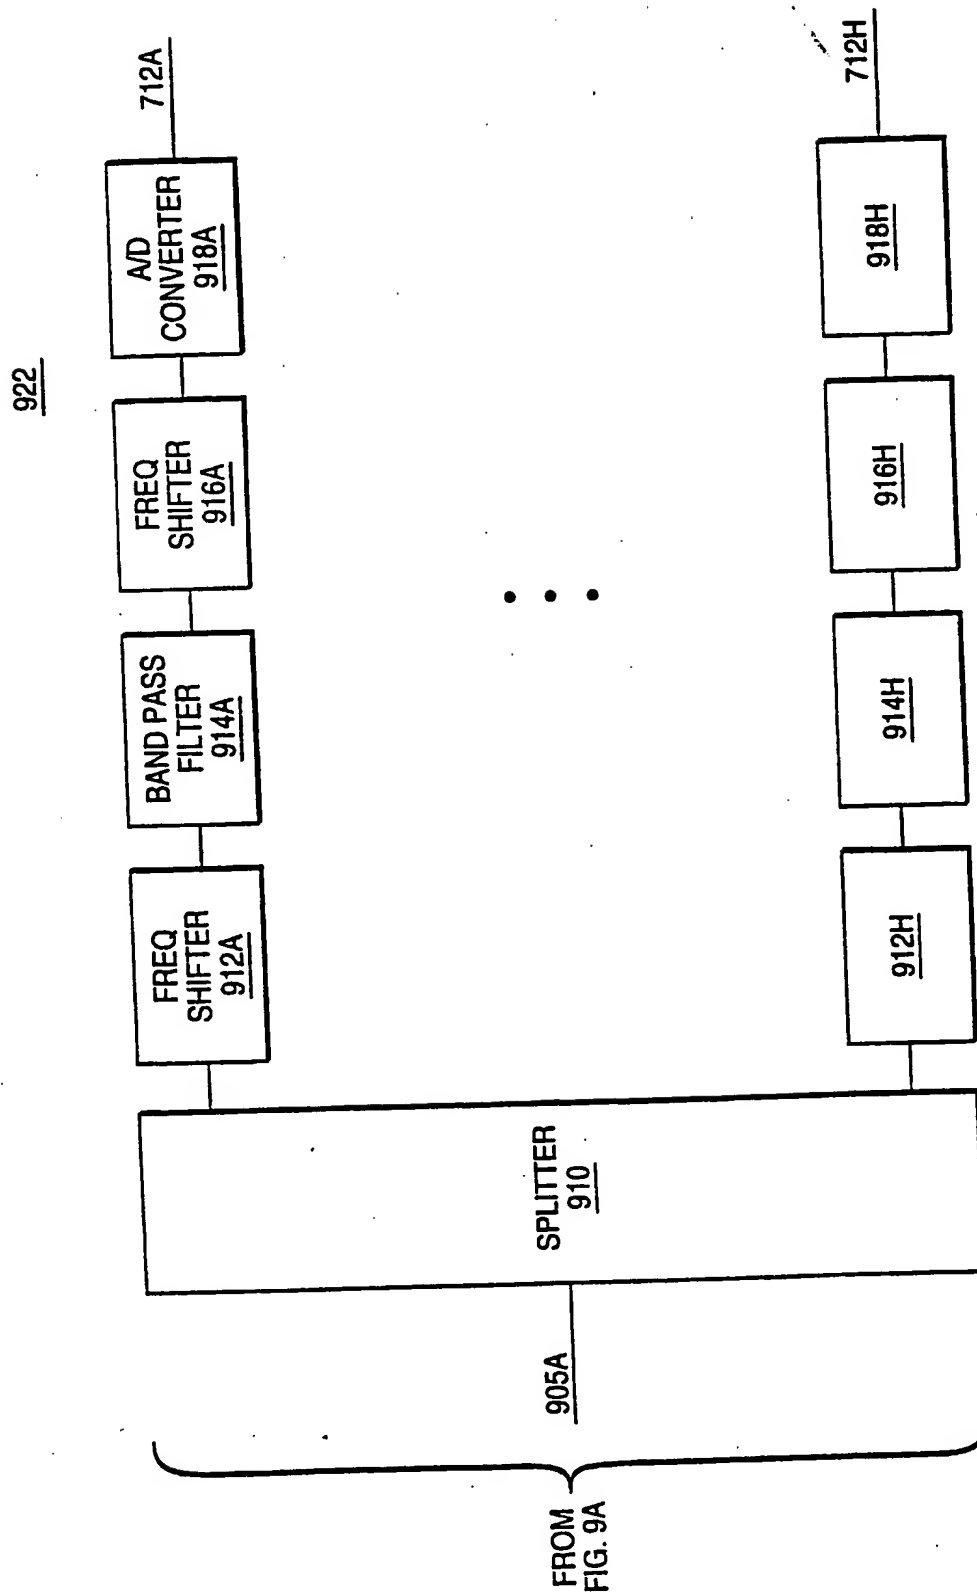 922
FROM
FIG. 9A
905A
SPLITTER
910
FREQ
SHIFTER
912A
BAND PASS
FILTER
914A
FREQ
SHIFTER
916A
A/D
CONVERTER
918A
712A
912H
914H
916H
918H
712H